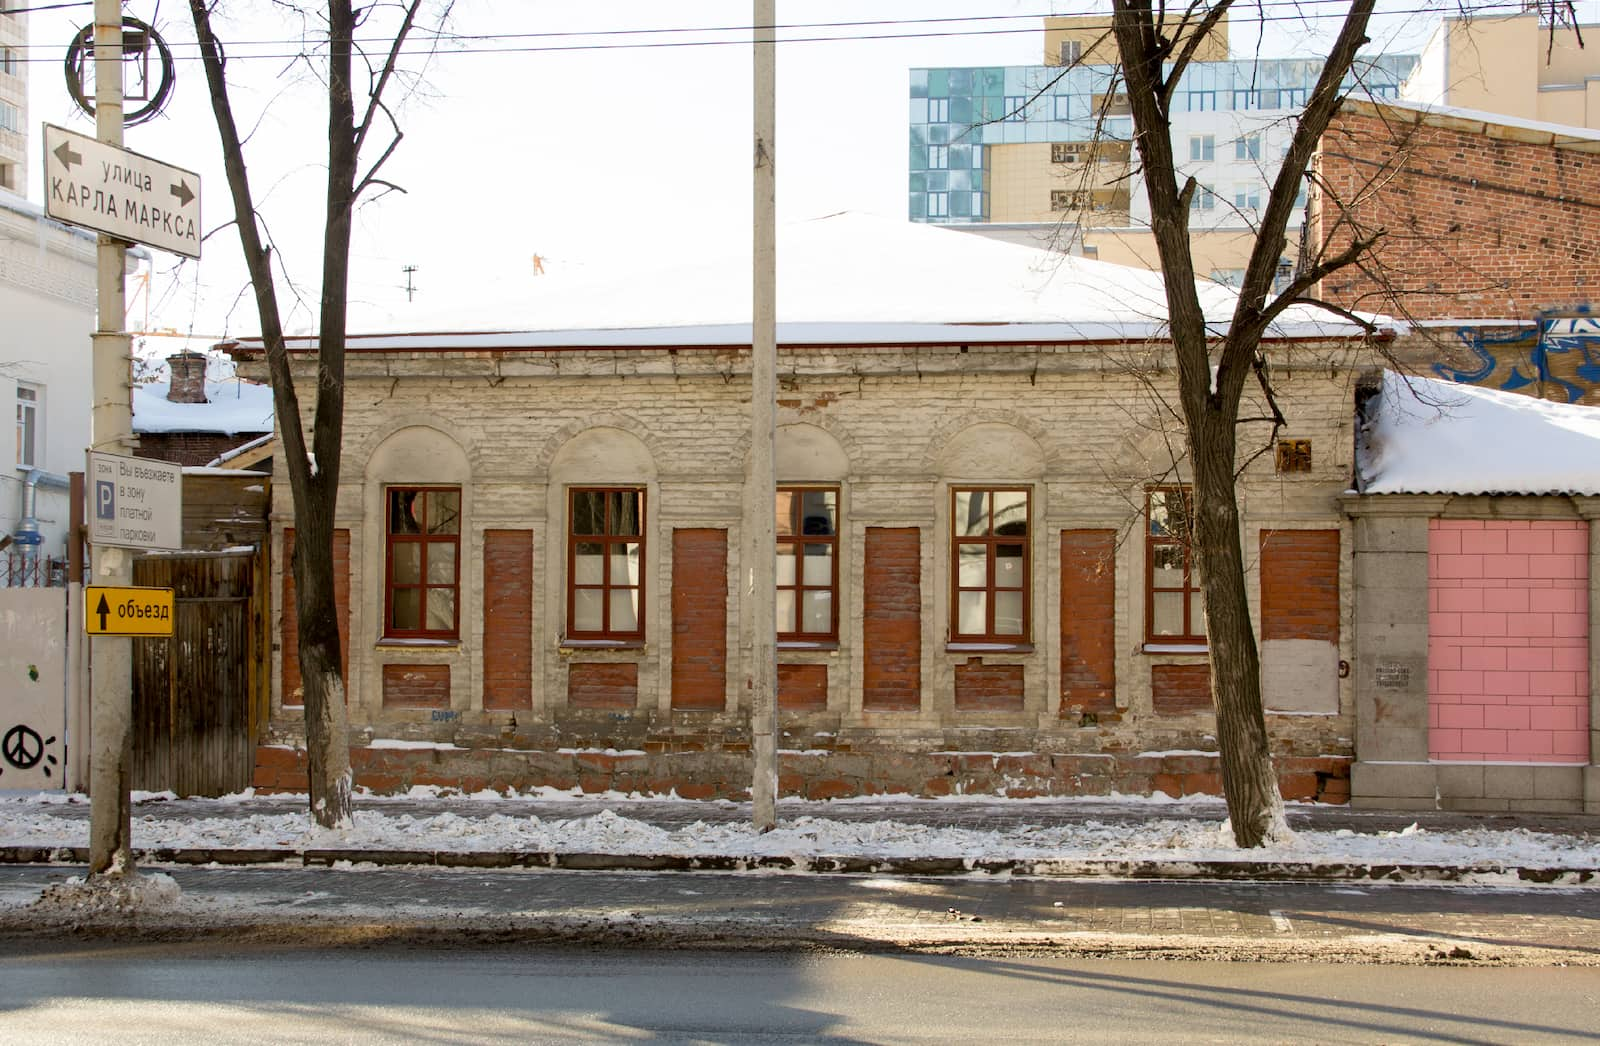 улица
КАРЛА МАРКСА
ЗОНА
P
Вы въезжаете
в зону
платной
парковки
объезд